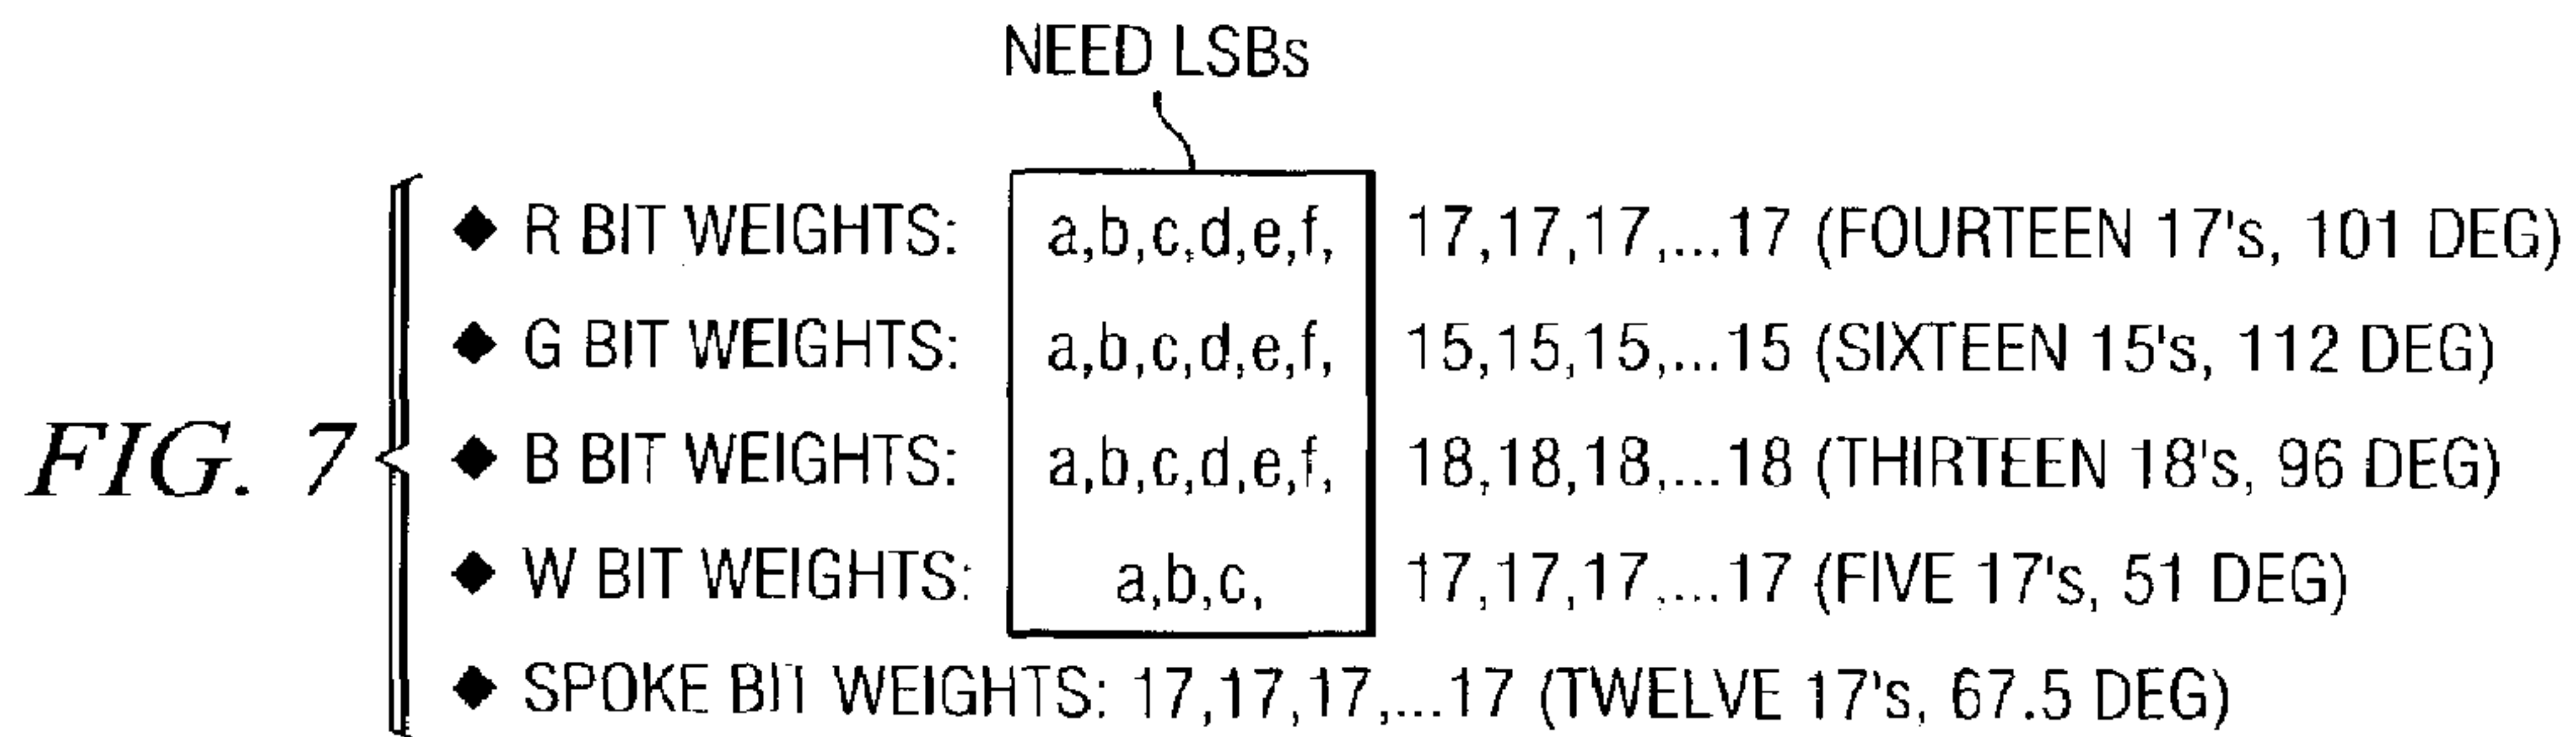 NEED LSBs
◆ R BIT WEIGHTS: a,b,c,d,e,f, 17,17,17,...17 (FOURTEEN 17's, 101 DEG)
◆ G BIT WEIGHTS: a,b,c,d,e,f, 15,15,15,...15 (SIXTEEN 15's, 112 DEG)
FIG. 7
◆ B BIT WEIGHTS: a,b,c,d,e,f, 18,18,18,...18 (THIRTEEN 18's, 96 DEG)
◆ W BIT WEIGHTS: a,b,c, 17,17,17,...17 (FIVE 17's, 51 DEG)
◆ SPOKE BIT WEIGHTS: 17,17,17,...17 (TWELVE 17's, 67.5 DEG)